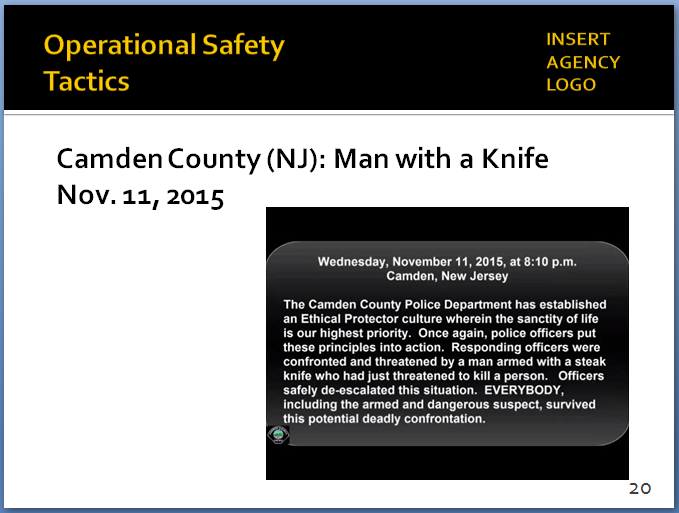 Operational Safety
Tactics
INSERT
AGENCY
LOGO
Camden County (NJ): Man with a Knife
Nov. 11, 2015
Wednesday, November 11, 2015, at 8:10 p.m.
Camden, New Jersey
The Camden County Police Department has established
an Ethical Protector culture wherein the sanctity of life
is our highest priority.  Once again, police officers put
these principles into action.  Responding officers were
confronted and threatened by a man armed with a steak
knife who had just threatened to kill a person.   Officers
safely de-escalated this situation.  EVERYBODY,
including the armed and dangerous suspect, survived
this potential deadly confrontation.
20